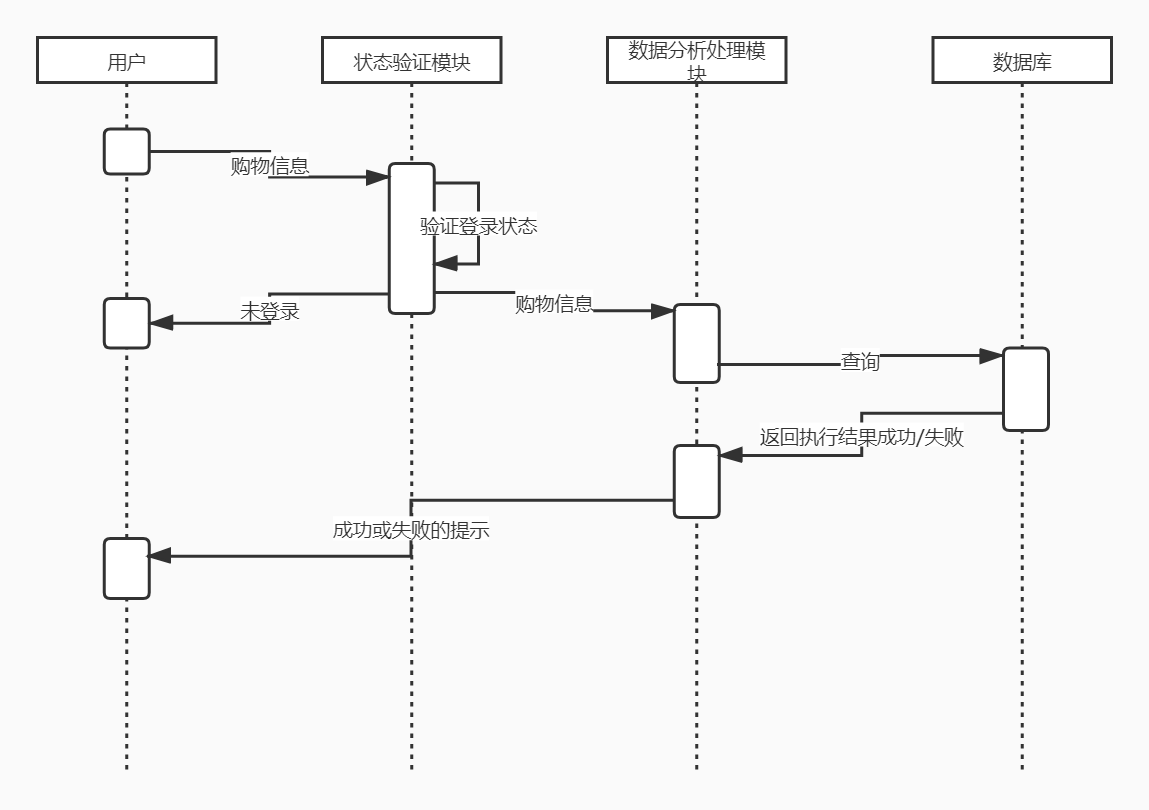 用户
状态验证模块
数据分析处理模
块
数据库
购物信息
验证登录状态
未登录
购物信息
查询
返回执行结果成功/失败
成功或失败的提示